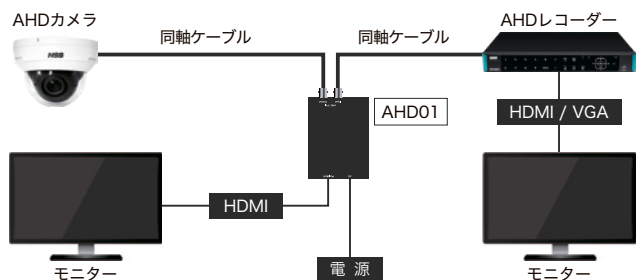 AHDカメラ
同軸ケーブル
同軸ケーブル
AHDレコーダー
NSS
AHD01
HDMI / VGA
HDMI
電 源
モニター
モニター